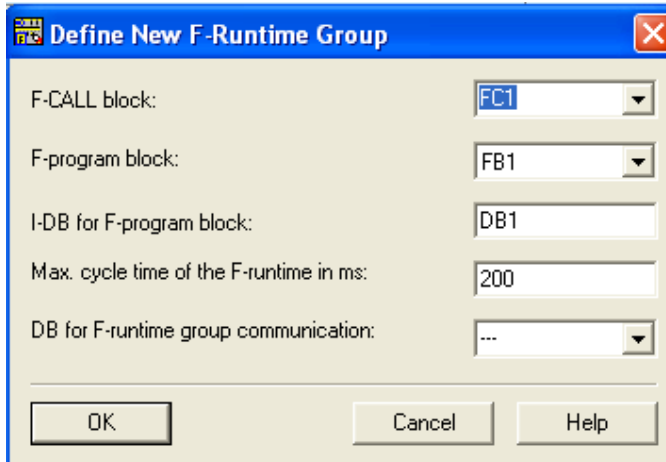 Define New F-Runtime Group
F-CALL block: FC1
F-program block: FB1
I-DB for F-program block: DB1
Max. cycle time of the F-runtime in ms: 200
DB for F-runtime group communication: ---
OK Cancel Help